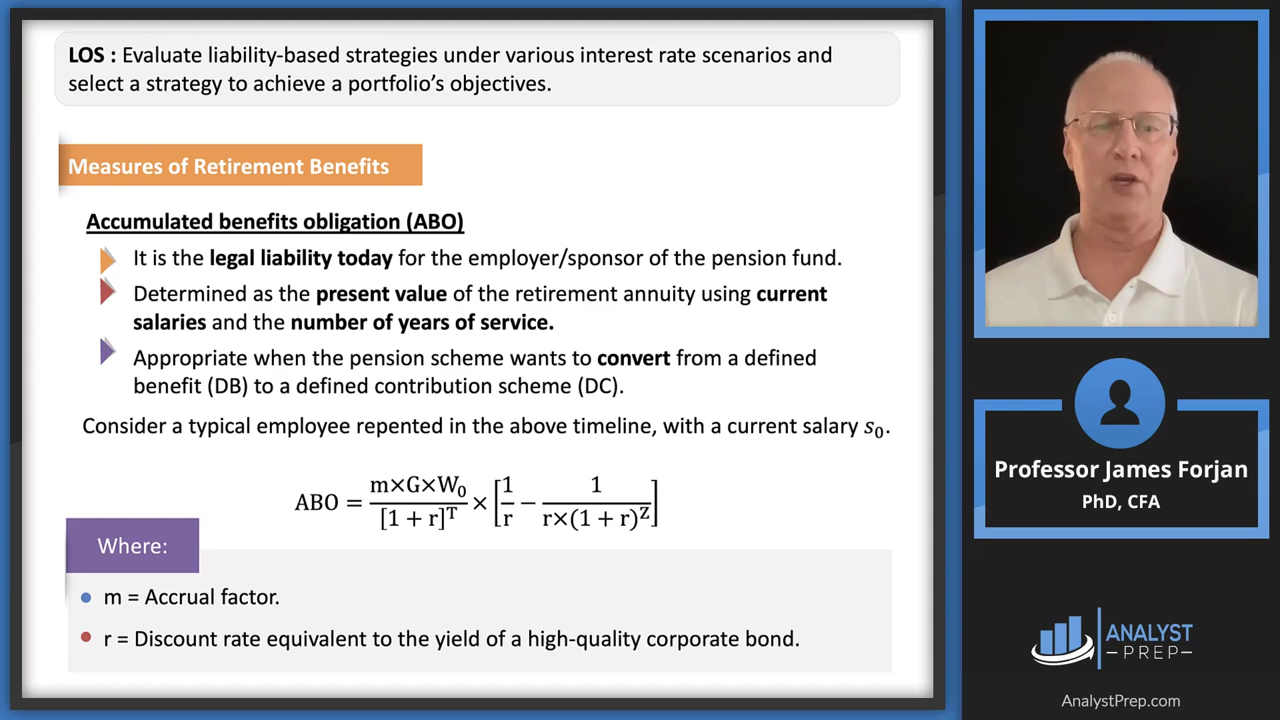 LOS : Evaluate liability-based strategies under various interest rate scenarios and
select a strategy to achieve a portfolio's objectives.
Measures of Retirement Benefits
Accumulated benefits obligation (ABO)
It is the legal liability today for the employer/sponsor of the pension fund.
Determined as the present value of the retirement annuity using current
salaries and the number of years of service.
Appropriate when the pension scheme wants to convert from a defined
benefit (DB) to a defined contribution scheme (DC).
Consider a typical employee repented in the above timeline, with a current salary s₀.
ABO = m×G×W₀ / [1 + r]ᵀ × [1/r − 1/(r×(1 + r)ᶻ)]
Where:
m = Accrual factor.
r = Discount rate equivalent to the yield of a high-quality corporate bond.
Professor James Forjan
PhD, CFA
ANALYST
PREP
AnalystPrep.com